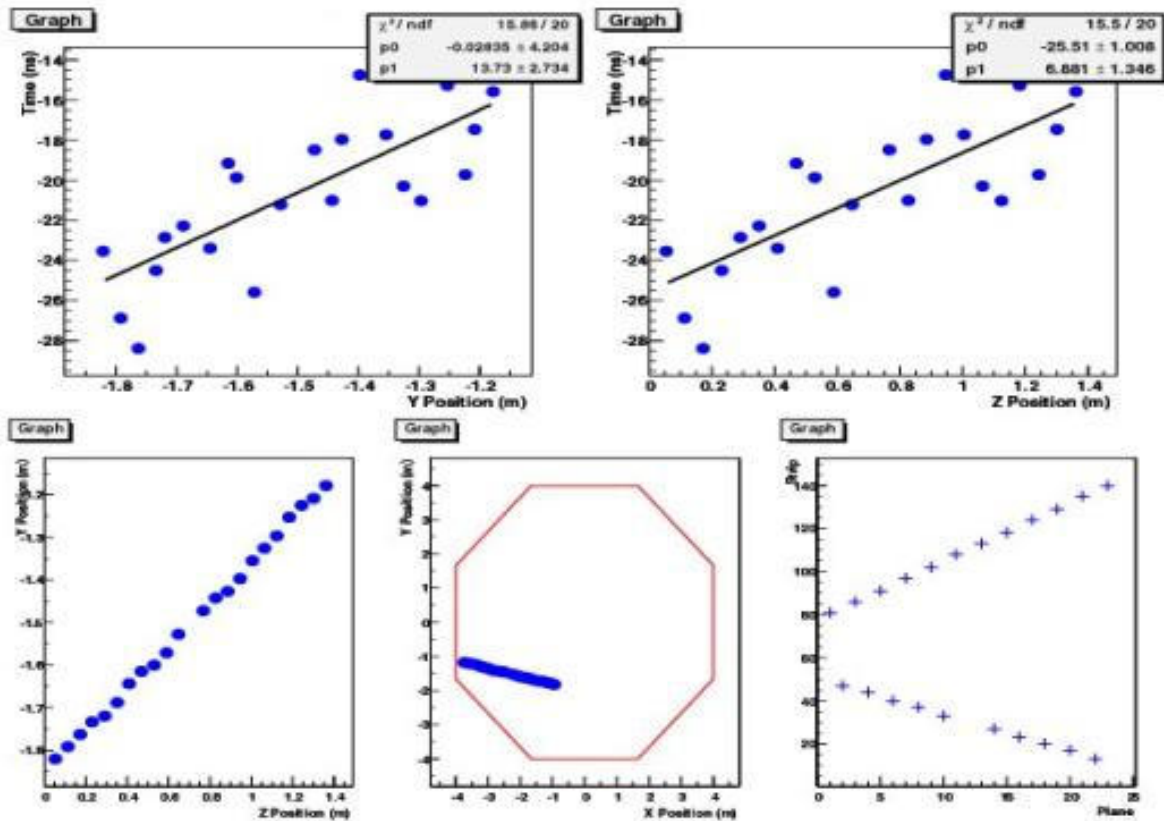 Graph
χ² / ndf 15.86 / 20
p0 -0.02835 ± 4.204
p1 13.73 ± 2.734
Time (ns)
-14
-16
-18
-20
-22
-24
-26
-28
-1.8 -1.7 -1.6 -1.5 -1.4 -1.3 -1.2
Y Position (m)
Graph
χ² / ndf 15.5 / 20
p0 -25.51 ± 1.008
p1 6.881 ± 1.346
Time (ns)
-14
-16
-18
-20
-22
-24
-26
-28
0 0.2 0.4 0.6 0.8 1 1.2 1.4
Z Position (m)
Graph
Y Position (m)
-1.2
-1.3
-1.4
-1.5
-1.6
-1.7
-1.8
0 0.2 0.4 0.6 0.8 1 1.2 1.4
Z Position (m)
Graph
Y Position (m)
4
3
2
1
0
-1
-2
-3
-4
-4 -3 -2 -1 0 1 2 3 4
X Position (m)
Graph
Strip
140
120
100
80
60
40
20
0 5 10 15 20 25
Plane